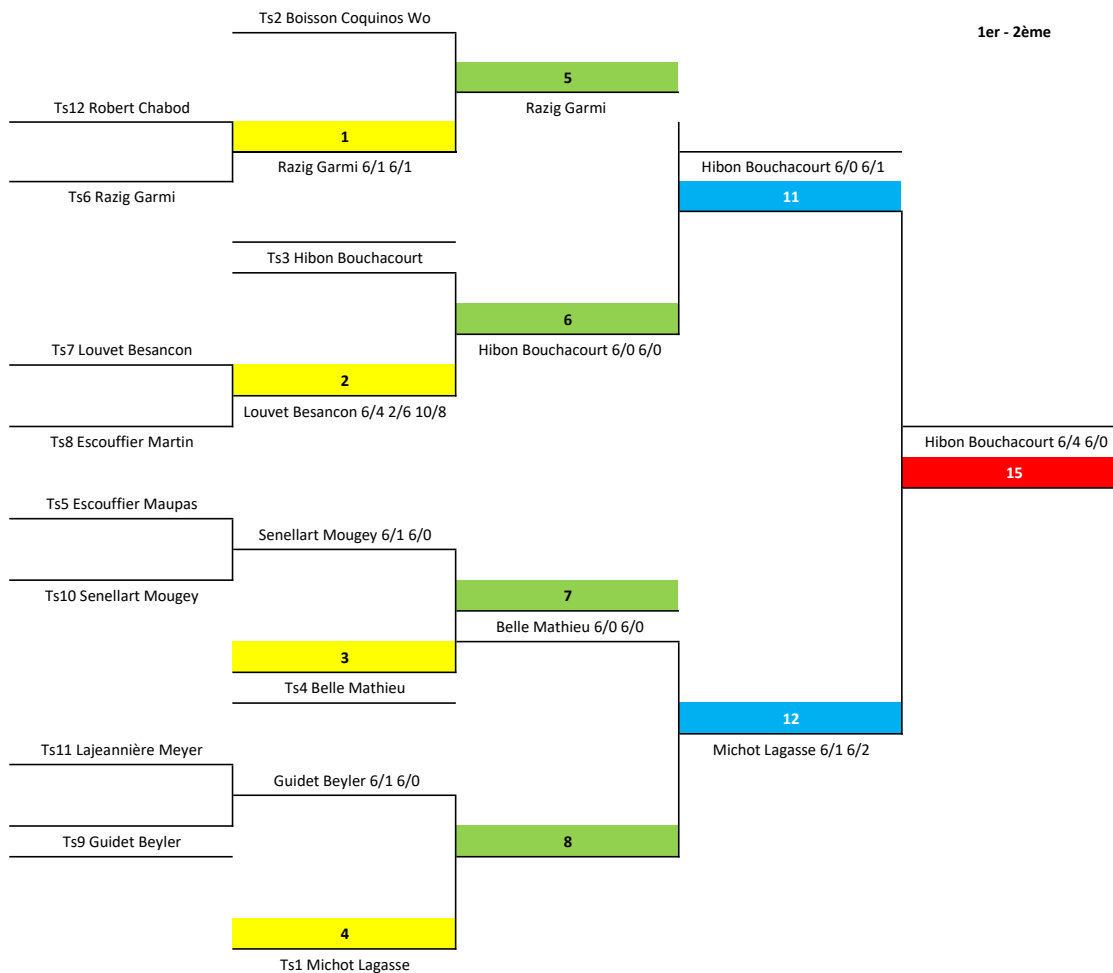 Ts2 Boisson Coquinos Wo
1er - 2ème
5
Ts12 Robert Chabod
Razig Garmi
1
Razig Garmi 6/1 6/1
Hibon Bouchacourt 6/0 6/1
Ts6 Razig Garmi
11
Ts3 Hibon Bouchacourt
6
Ts7 Louvet Besancon
Hibon Bouchacourt 6/0 6/0
2
Louvet Besancon 6/4 2/6 10/8
Ts8 Escouffier Martin
Hibon Bouchacourt 6/4 6/0
15
Ts5 Escouffier Maupas
Senellart Mougey 6/1 6/0
Ts10 Senellart Mougey
7
Belle Mathieu 6/0 6/0
3
Ts4 Belle Mathieu
12
Ts11 Lajeannière Meyer
Michot Lagasse 6/1 6/2
Guidet Beyler 6/1 6/0
Ts9 Guidet Beyler
8
4
Ts1 Michot Lagasse